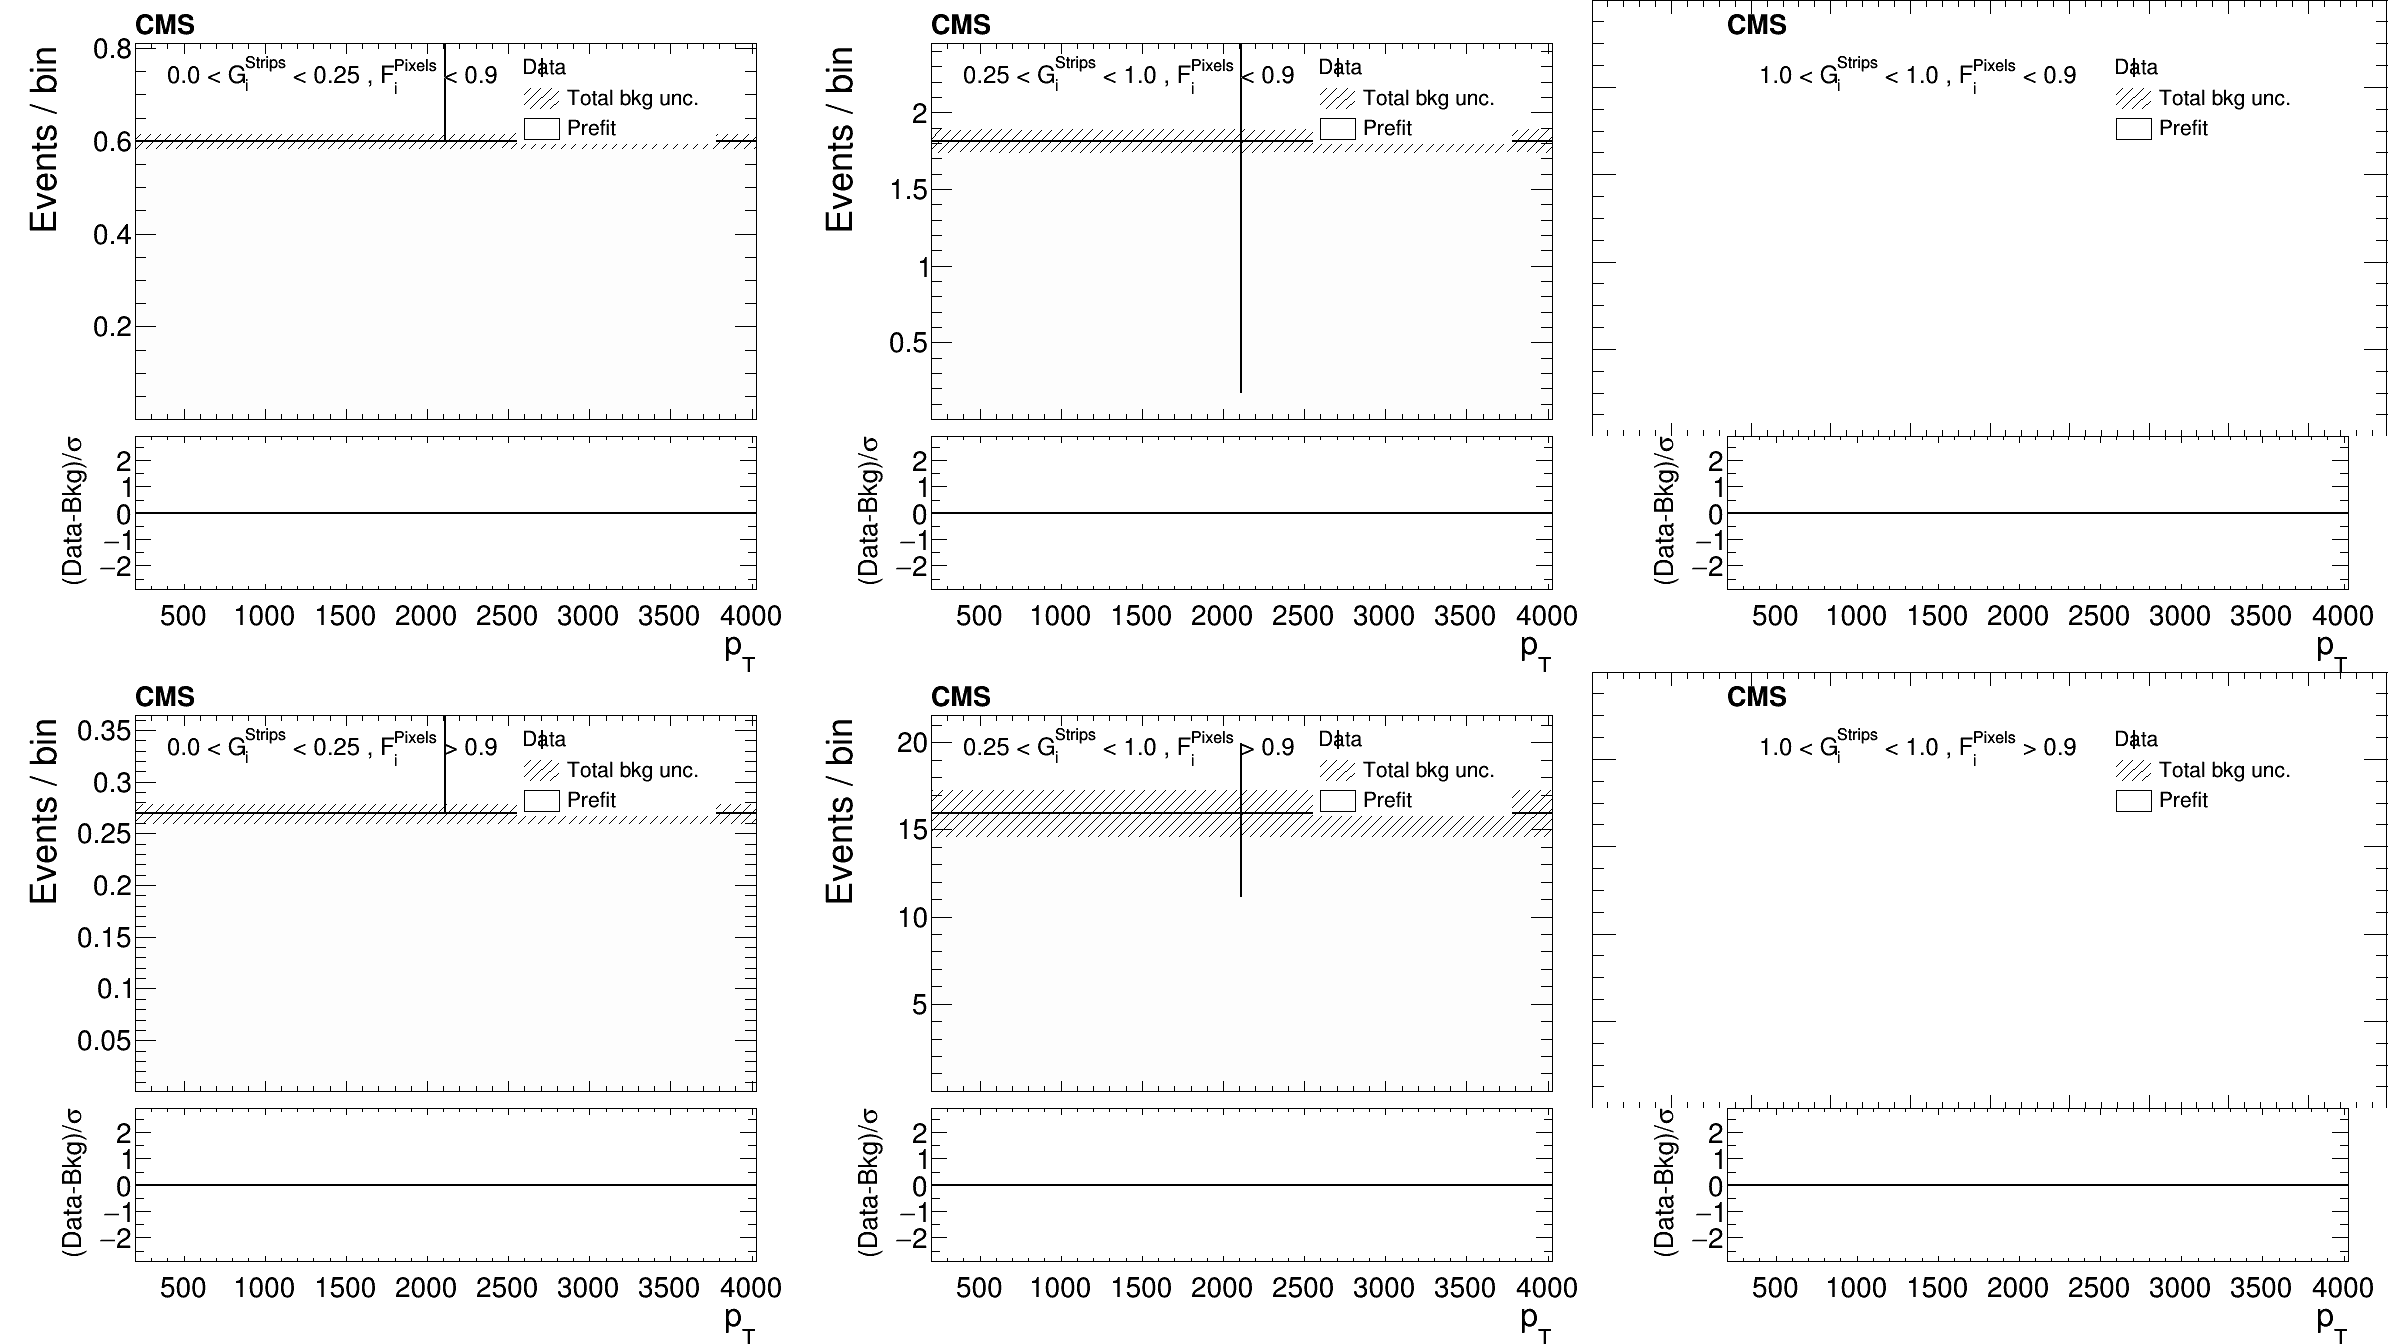 CMS
Events / bin
0.8
0.6
0.4
0.2
0.0 < G_i^Strips < 0.25 , F_i^Pixels < 0.9
Data
Total bkg unc.
Prefit
(Data-Bkg)/σ
2
1
0
−1
−2
500 1000 1500 2000 2500 3000 3500 4000
p_T
CMS
Events / bin
2
1.5
1
0.5
0.25 < G_i^Strips < 1.0 , F_i^Pixels < 0.9
Data
Total bkg unc.
Prefit
(Data-Bkg)/σ
2
1
0
−1
−2
500 1000 1500 2000 2500 3000 3500 4000
p_T
CMS
1.0 < G_i^Strips < 1.0 , F_i^Pixels < 0.9
Data
Total bkg unc.
Prefit
(Data-Bkg)/σ
2
1
0
−1
−2
500 1000 1500 2000 2500 3000 3500 4000
p_T
CMS
Events / bin
0.35
0.3
0.25
0.2
0.15
0.1
0.05
0.0 < G_i^Strips < 0.25 , F_i^Pixels > 0.9
Data
Total bkg unc.
Prefit
(Data-Bkg)/σ
2
1
0
−1
−2
500 1000 1500 2000 2500 3000 3500 4000
p_T
CMS
Events / bin
20
15
10
5
0.25 < G_i^Strips < 1.0 , F_i^Pixels > 0.9
Data
Total bkg unc.
Prefit
(Data-Bkg)/σ
2
1
0
−1
−2
500 1000 1500 2000 2500 3000 3500 4000
p_T
CMS
1.0 < G_i^Strips < 1.0 , F_i^Pixels > 0.9
Data
Total bkg unc.
Prefit
(Data-Bkg)/σ
2
1
0
−1
−2
500 1000 1500 2000 2500 3000 3500 4000
p_T